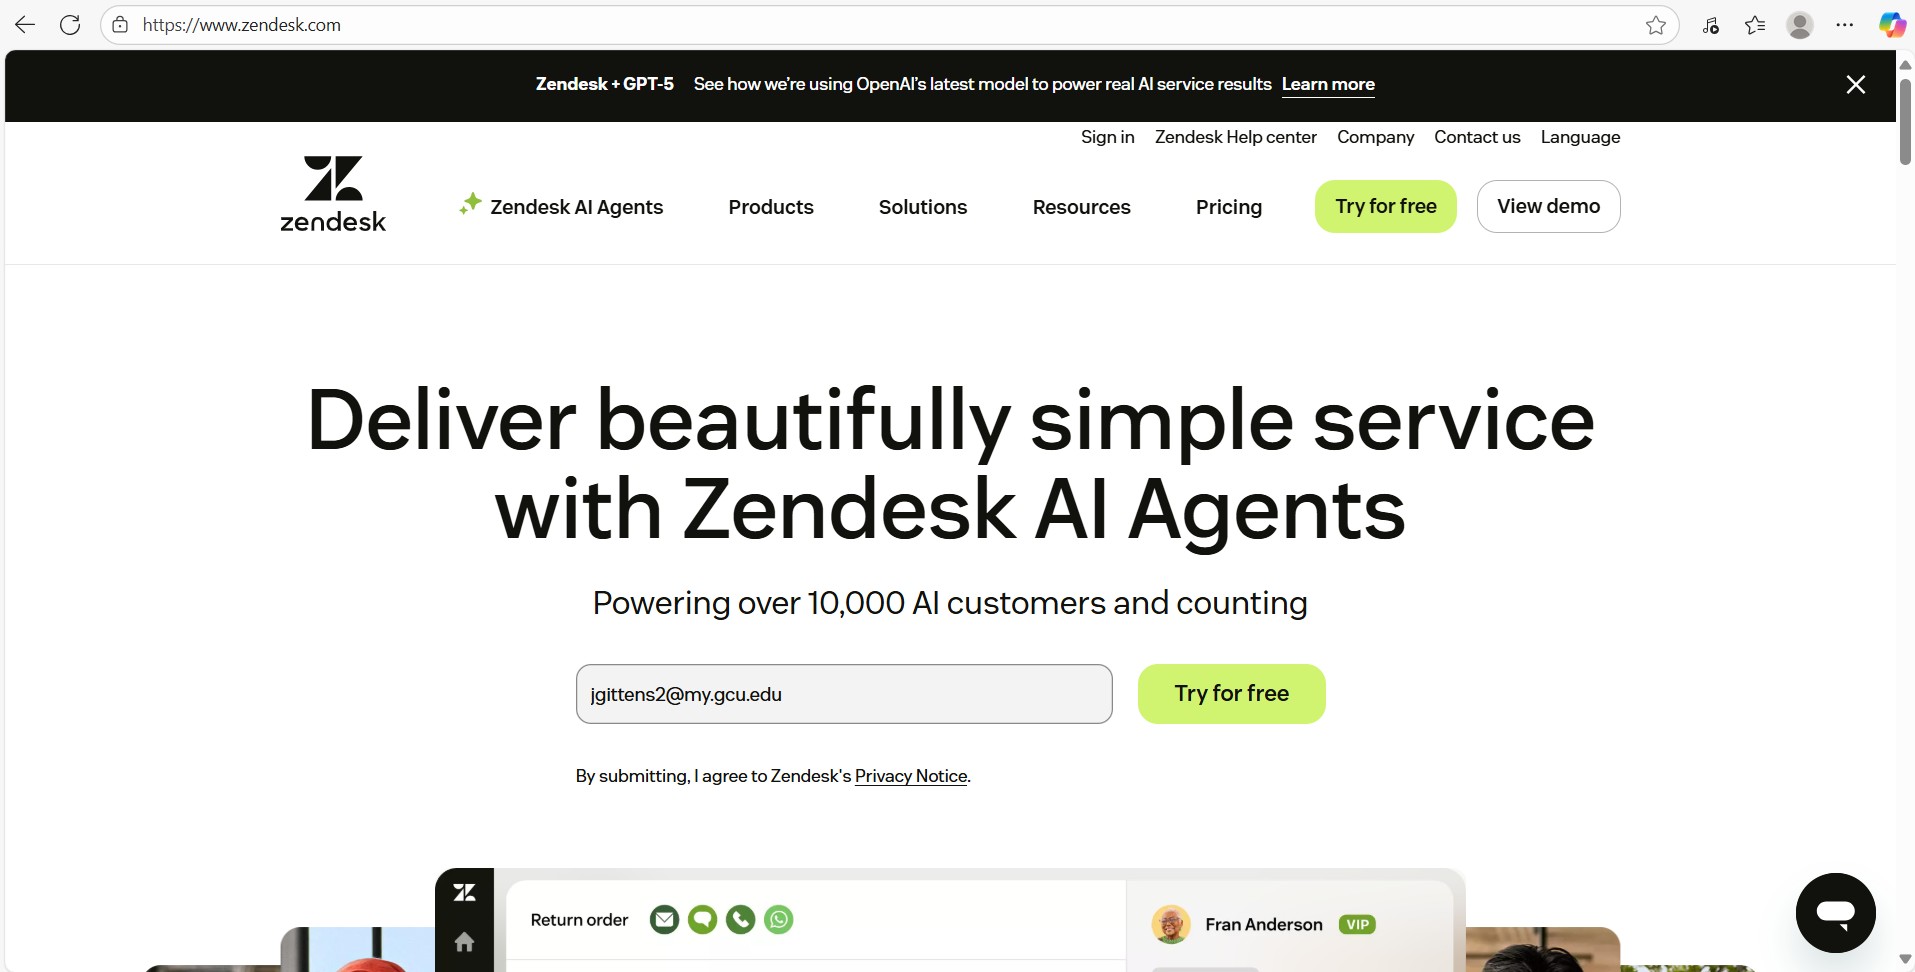 https://www.zendesk.com
Zendesk + GPT-5 See how we’re using OpenAI’s latest model to power real AI service results Learn more
Sign in Zendesk Help center Company Contact us Language
zendesk
Zendesk AI Agents Products Solutions Resources Pricing Try for free View demo
Deliver beautifully simple service
with Zendesk AI Agents
Powering over 10,000 AI customers and counting
jgittens2@my.gcu.edu Try for free
By submitting, I agree to Zendesk's Privacy Notice.
Return order Fran Anderson VIP